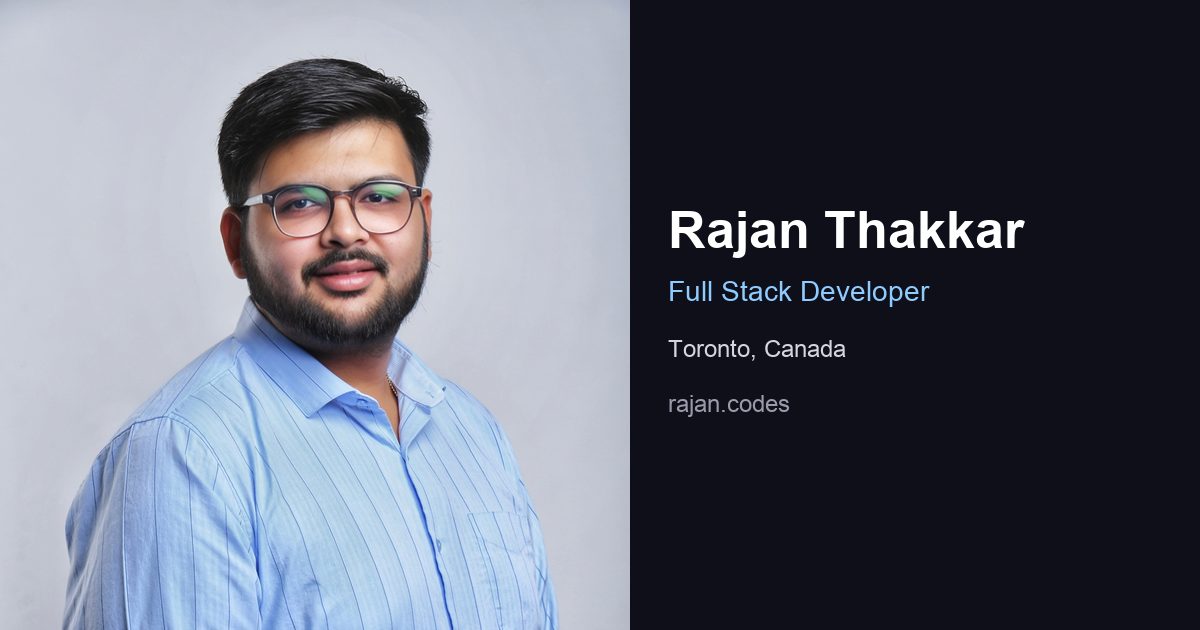 Rajan Thakkar
Full Stack Developer
Toronto, Canada
rajan.codes